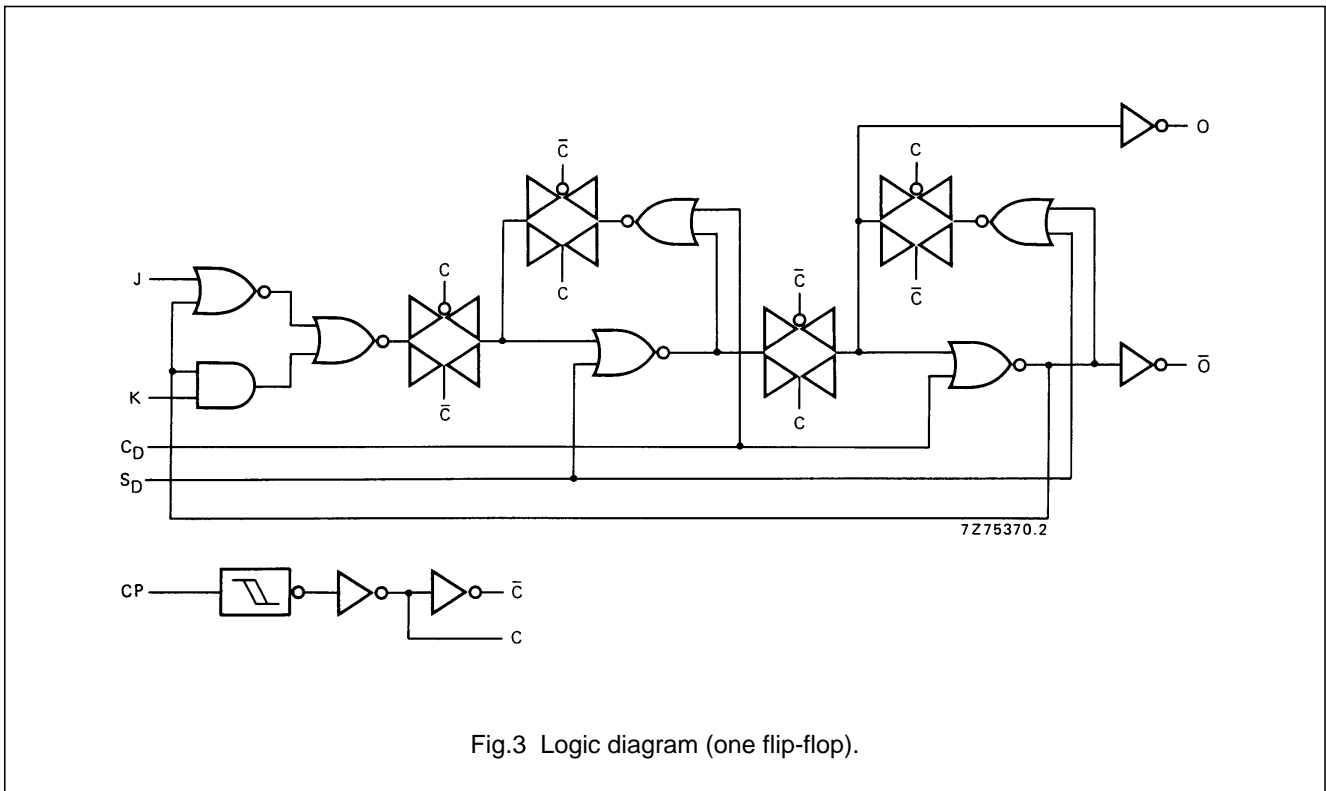 O
C̄
C
J
C
C̄
C
C̄
K
C̄
C
C̄
Ō
C_D
S_D
7Z75370.2
CP
C̄
C
Fig.3 Logic diagram (one flip-flop).